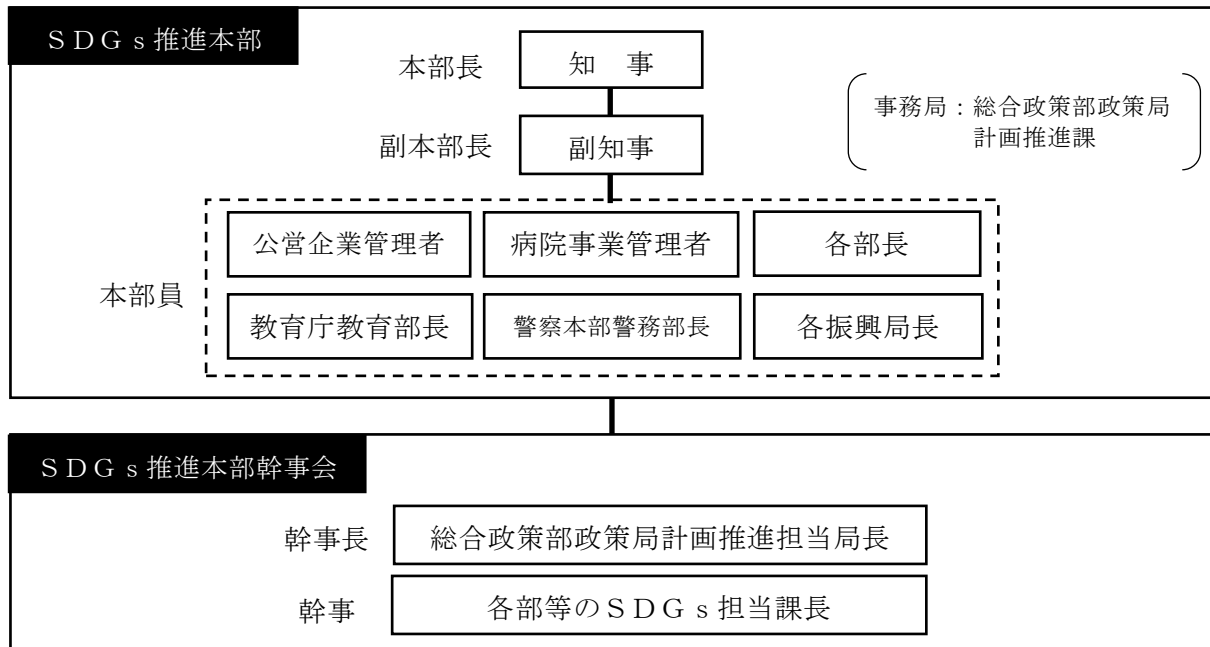 ＳＤＧｓ推進本部
本部長 知　事
事務局：総合政策部政策局
計画推進課
副本部長 副知事
本部員
公営企業管理者 病院事業管理者 各部長
教育庁教育部長 警察本部警務部長 各振興局長
ＳＤＧｓ推進本部幹事会
幹事長 総合政策部政策局計画推進担当局長
幹事 各部等のＳＤＧｓ担当課長